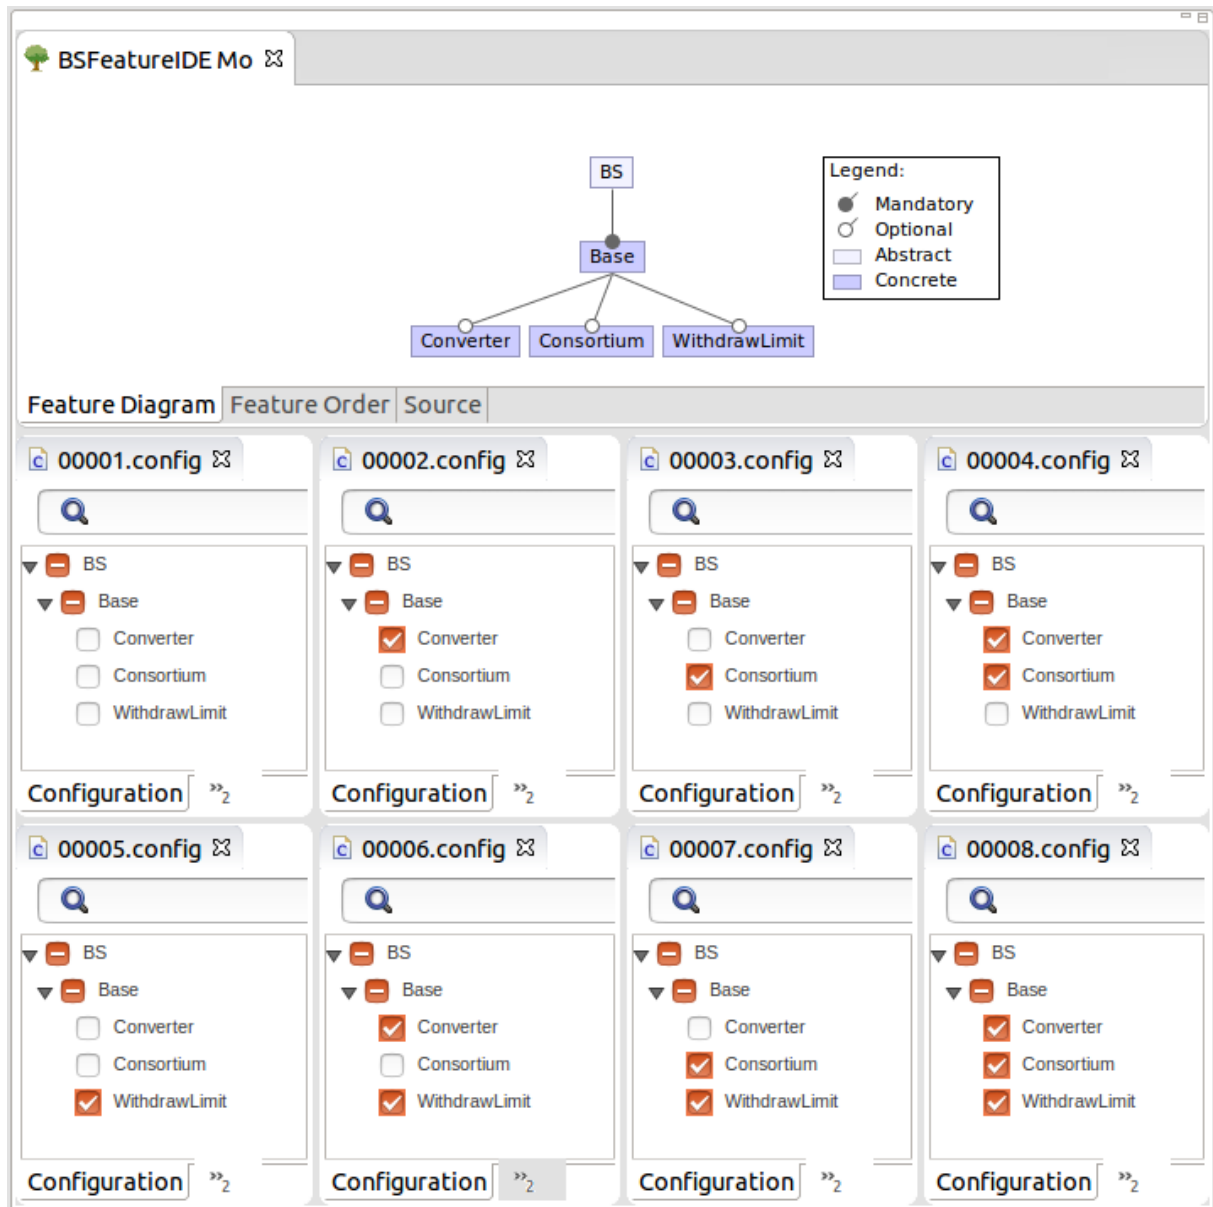 BSFeatureIDE Mo
BS
Legend:
Mandatory
Optional
Abstract
Concrete
Base
Converter Consortium WithdrawLimit
Feature Diagram Feature Order Source
00001.config 00002.config 00003.config 00004.config
BS BS BS BS
Base Base Base Base
Converter Converter Converter Converter
Consortium Consortium Consortium Consortium
WithdrawLimit WithdrawLimit WithdrawLimit WithdrawLimit
Configuration »2 Configuration »2 Configuration »2 Configuration »2
00005.config 00006.config 00007.config 00008.config
BS BS BS BS
Base Base Base Base
Converter Converter Converter Converter
Consortium Consortium Consortium Consortium
WithdrawLimit WithdrawLimit WithdrawLimit WithdrawLimit
Configuration »2 Configuration »2 Configuration »2 Configuration »2